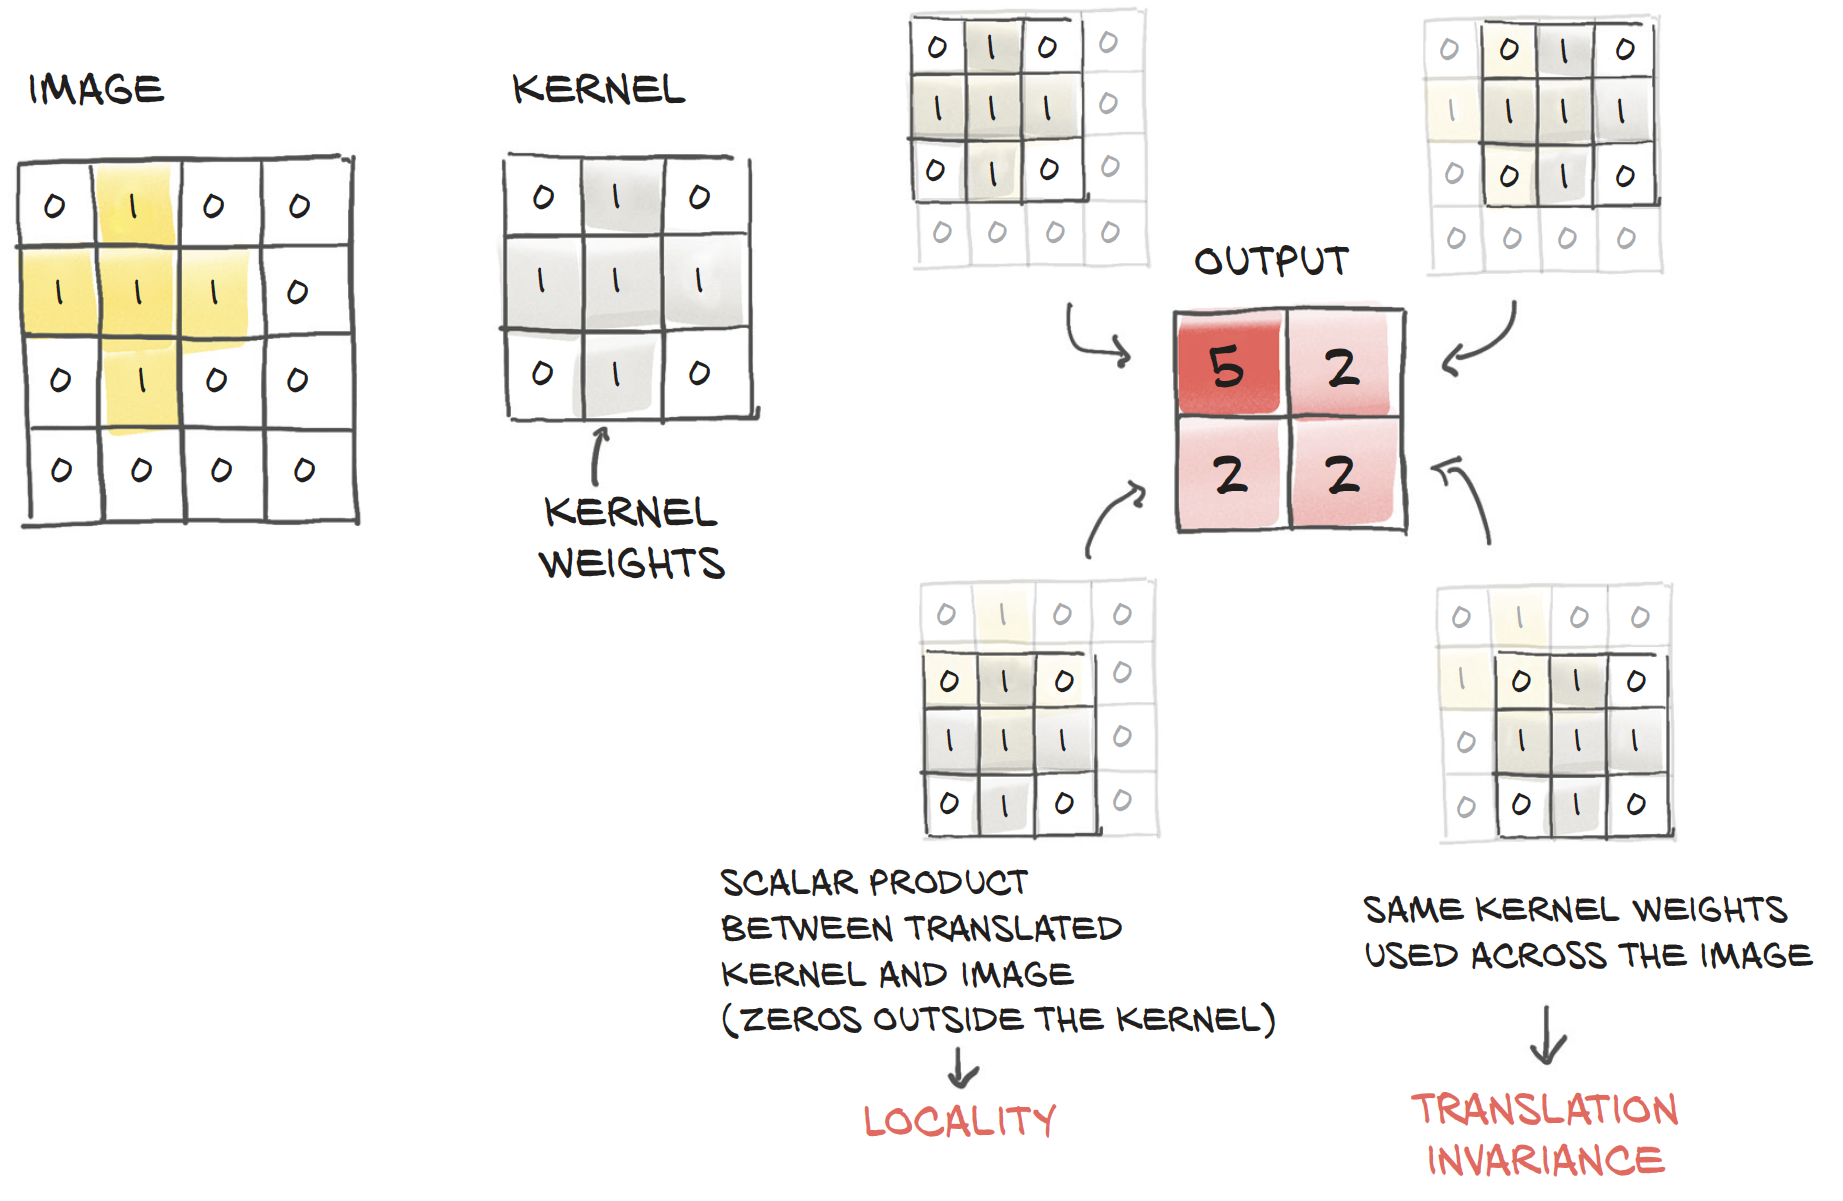 IMAGE
0 1 0 0
1 1 1 0
0 1 0 0
0 0 0 0
KERNEL
0 1 0
1 1 1
0 1 0
KERNEL
WEIGHTS
0 1 0 0
1 1 1 0
0 1 0 0
0 0 0 0
0 0 1 0
1 1 1 1
0 0 1 0
0 0 0 0
OUTPUT
5 2
2 2
0 1 0 0
0 1 0 0
1 1 1 0
0 1 0 0
0 1 0 0
1 0 1 0
0 1 1 1
0 0 1 0
SCALAR PRODUCT
BETWEEN TRANSLATED
KERNEL AND IMAGE
(ZEROS OUTSIDE THE KERNEL)
LOCALITY
SAME KERNEL WEIGHTS
USED ACROSS THE IMAGE
TRANSLATION
INVARIANCE